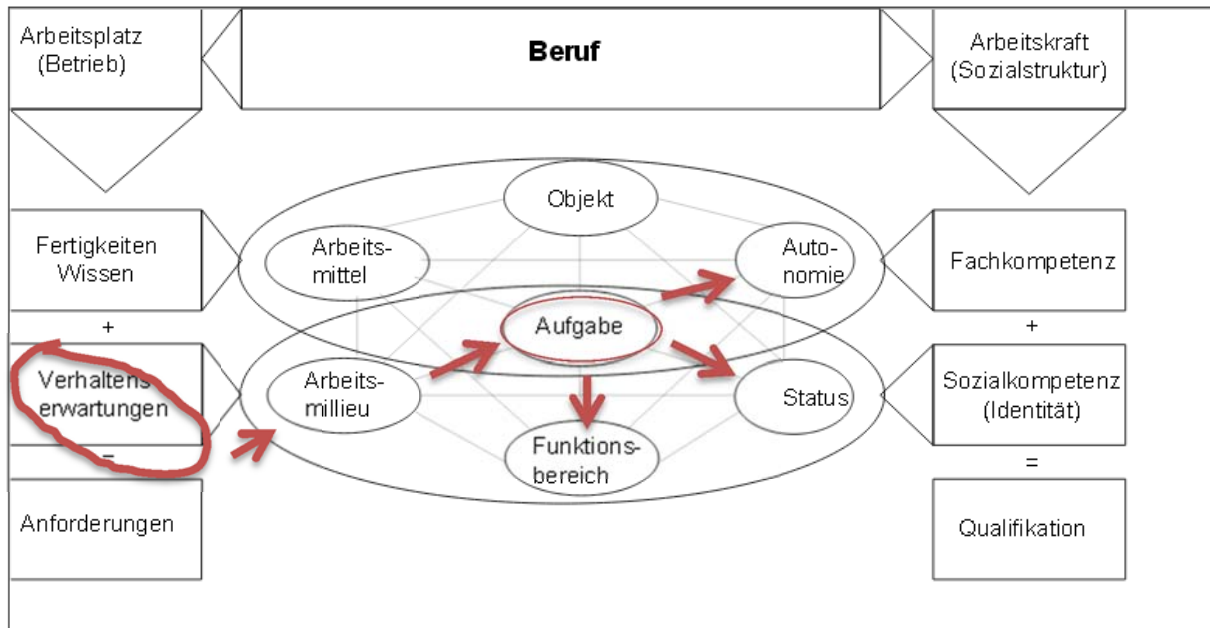 Arbeitsplatz
(Betrieb)
Beruf
Arbeitskraft
(Sozialstruktur)
Objekt
Fertigkeiten
Wissen
Arbeits-
mittel
Auto-
nomie
Fachkompetenz
+
Aufgabe
+
Verhaltens
erwartungen
Arbeits-
millieu
Status
Sozialkompetenz
(Identität)
=
Funktions-
bereich
=
Anforderungen
Qualifikation